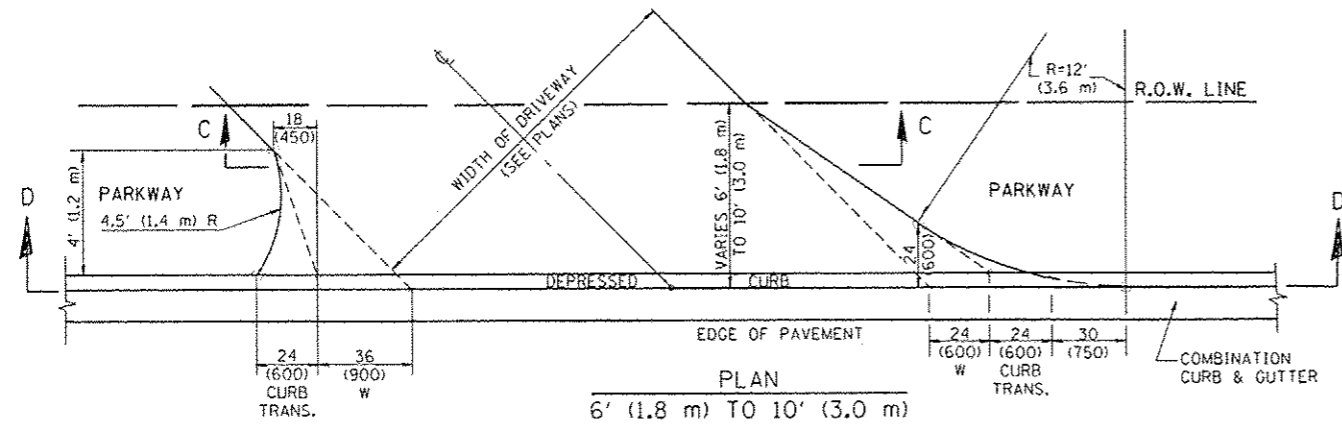 ℄
R=12'
(3.6 m)
R.O.W. LINE
C
18
(450)
WIDTH OF DRIVEWAY
(SEE PLANS)
C
D
4' (1.2 m)
PARKWAY
4.5' (1.4 m) R
VARIES 6' (1.8 m)
TO 10' (3.0 m)
PARKWAY
D
24
(600)
DEPRESSED CURB
EDGE OF PAVEMENT
24
(600)
CURB
TRANS.
36
(900)
W
24
(600)
W
24
(600)
CURB
TRANS.
30
(750)
COMBINATION
CURB & GUTTER
PLAN
6' (1.8 m) TO 10' (3.0 m)